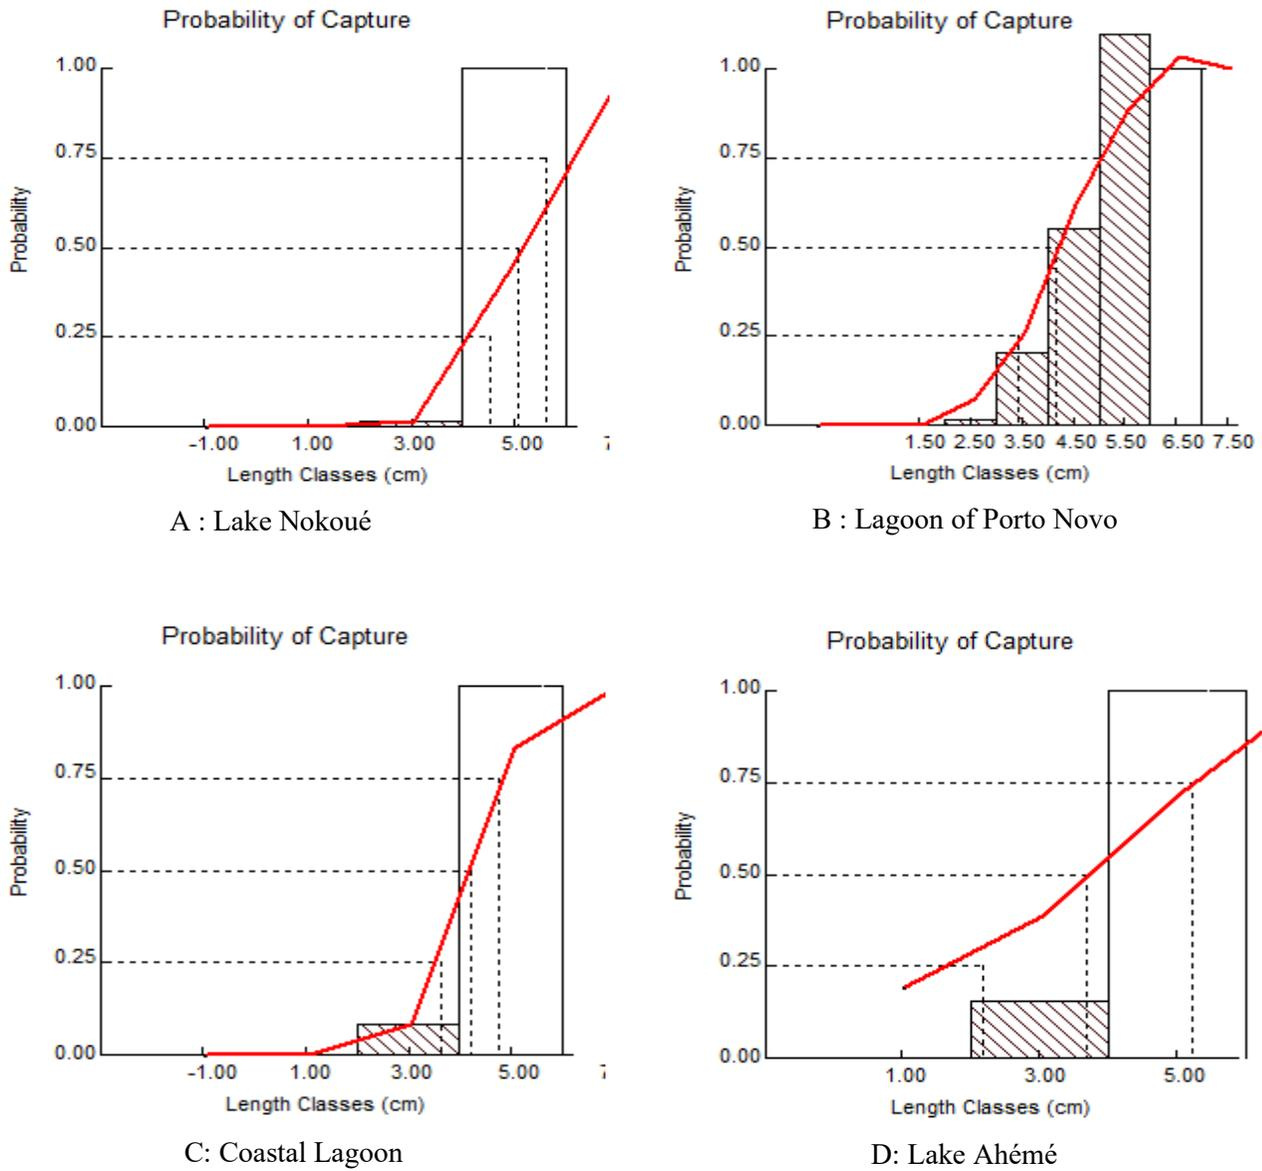 Probability of Capture
1.00
0.75
0.50
0.25
0.00
Probability
-1.00 1.00 3.00 5.00 7
Length Classes (cm)
A : Lake Nokoué
Probability of Capture
1.00
0.75
0.50
0.25
0.00
Probability
1.50 2.50 3.50 4.50 5.50 6.50 7.50
Length Classes (cm)
B : Lagoon of Porto Novo
Probability of Capture
1.00
0.75
0.50
0.25
0.00
Probability
-1.00 1.00 3.00 5.00 7
Length Classes (cm)
C: Coastal Lagoon
Probability of Capture
1.00
0.75
0.50
0.25
0.00
Probability
1.00 3.00 5.00
Length Classes (cm)
D: Lake Ahémé